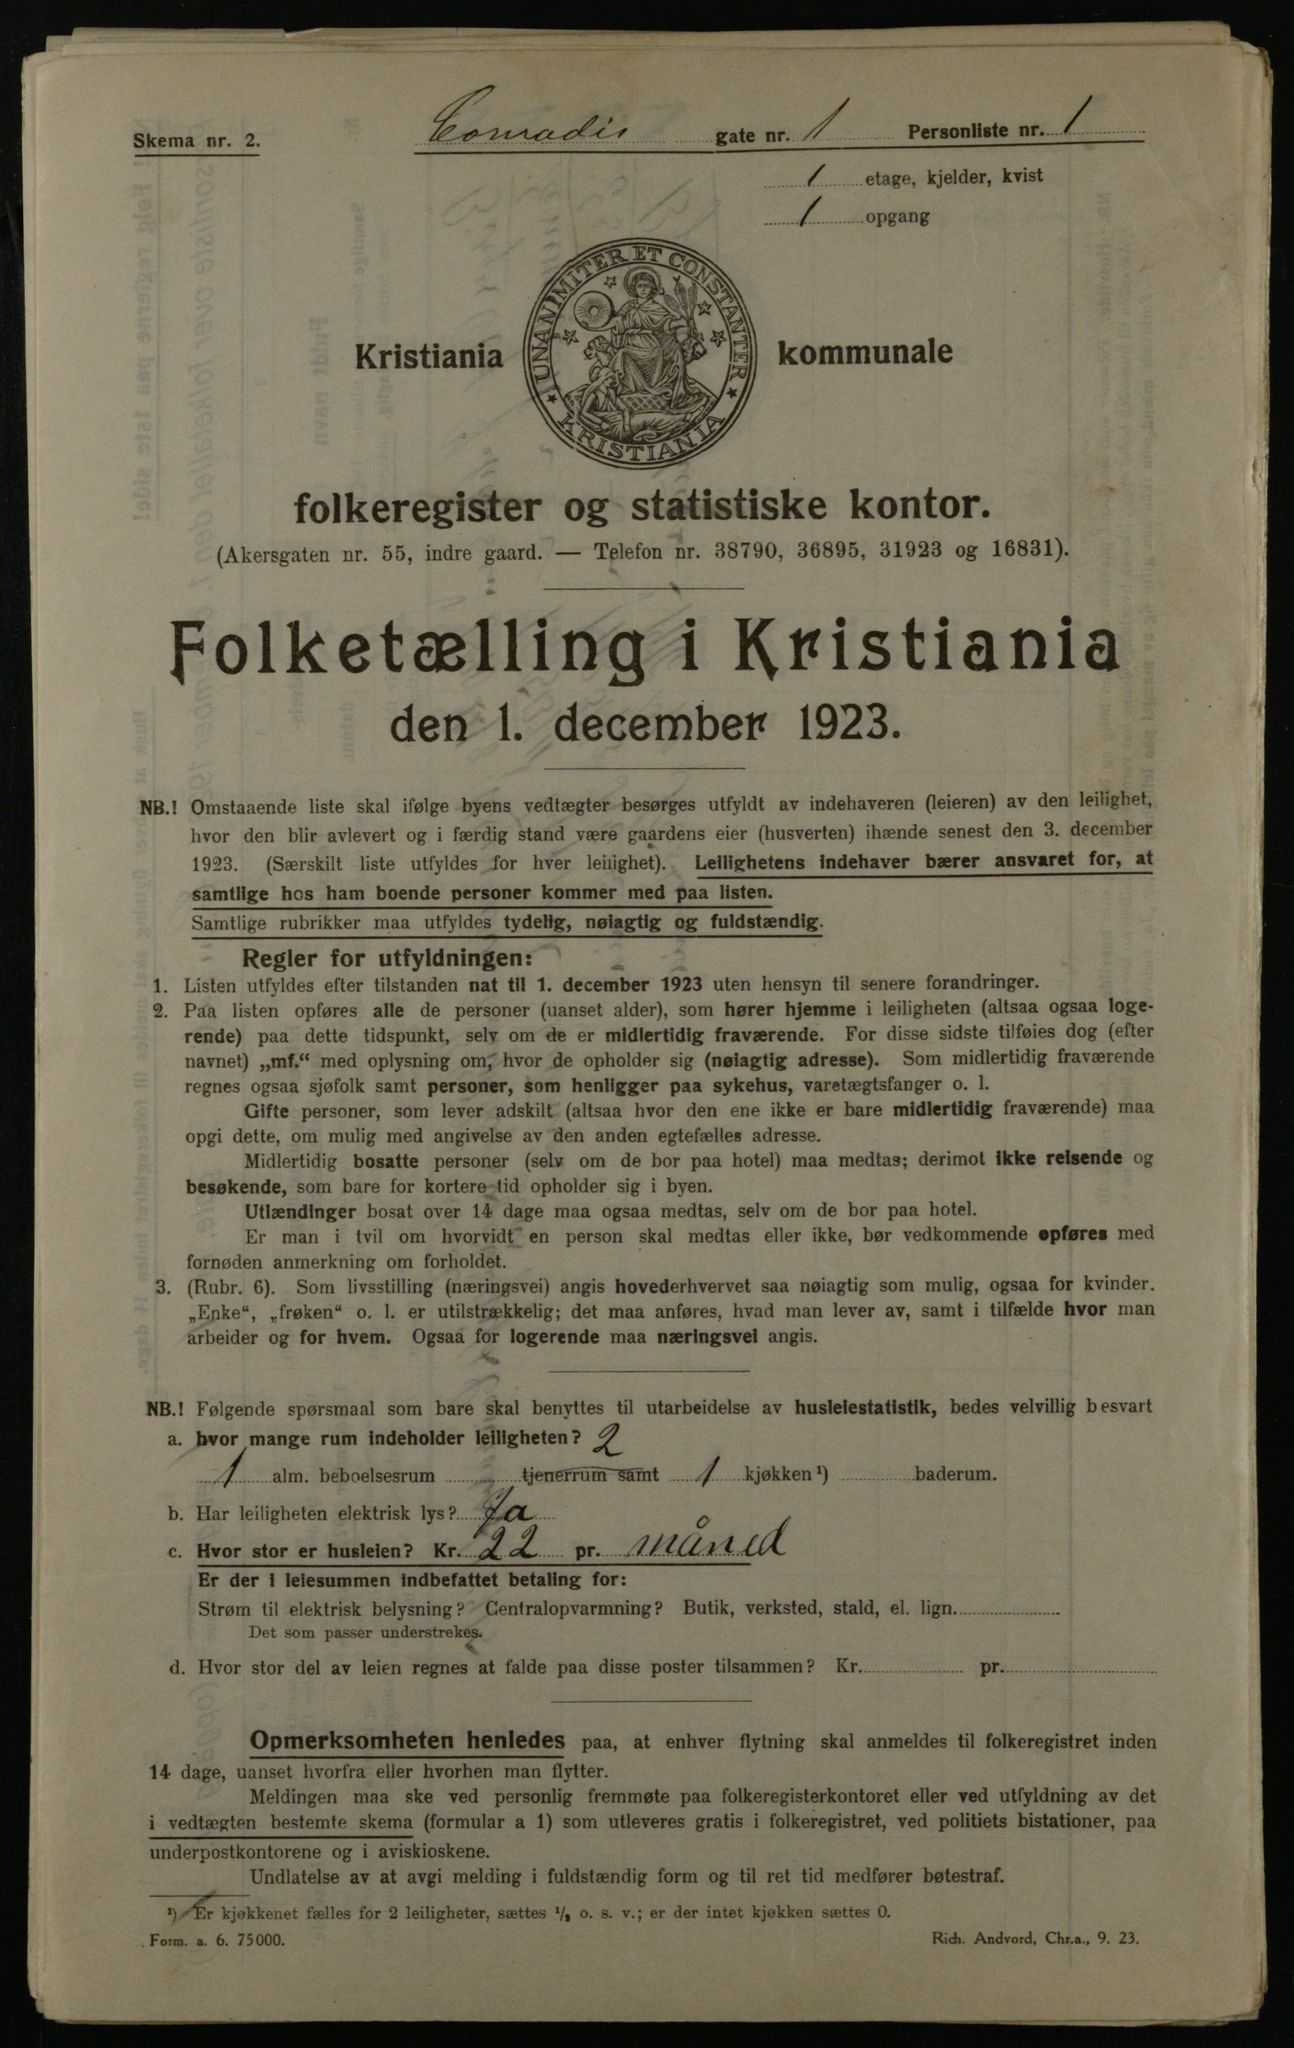 Skema nr. 2.
Conradis gate nr. 1 Personliste nr. 1
1 etage, kjelder, kvist
1 opgang
UNANIMITER ET CONSTANTER
KRISTIANIA
Kristiania kommunale
folkeregister og statistiske kontor.
(Akersgaten nr. 55, indre gaard. — Telefon nr. 38790, 36895, 31923 og 16831).
Folketælling i Kristiania
den 1. december 1923.
NB.! Omstaaende liste skal ifølge byens vedtægter besørges utfyldt av indehaveren (leieren) av den leilighet,
hvor den blir avlevert og i færdig stand være gaardens eier (husverten) ihænde senest den 3. december
1923. (Særskilt liste utfyldes for hver leilighet). Leilighetens indehaver bærer ansvaret for, at
samtlige hos ham boende personer kommer med paa listen.
Samtlige rubrikker maa utfyldes tydelig, nøiagtig og fuldstændig.
Regler for utfyldningen:
1. Listen utfyldes efter tilstanden nat til 1. december 1923 uten hensyn til senere forandringer.
2. Paa listen opføres alle de personer (uanset alder), som hører hjemme i leiligheten (altsaa ogsaa loge-
rende) paa dette tidspunkt, selv om de er midlertidig fraværende. For disse sidste tilføies dog (efter
navnet) „mf.“ med oplysning om, hvor de opholder sig (nøiagtig adresse). Som midlertidig fraværende
regnes ogsaa sjøfolk samt personer, som henligger paa sykehus, varetægtsfanger o. l.
Gifte personer, som lever adskilt (altsaa hvor den ene ikke er bare midlertidig fraværende) maa
opgi dette, om mulig med angivelse av den anden egtefælles adresse.
Midlertidig bosatte personer (selv om de bor paa hotel) maa medtas; derimot ikke reisende og
besøkende, som bare for kortere tid opholder sig i byen.
Utlændinger bosat over 14 dage maa ogsaa medtas, selv om de bor paa hotel.
Er man i tvil om hvorvidt en person skal medtas eller ikke, bør vedkommende opføres med
fornøden anmerkning om forholdet.
3. (Rubr. 6). Som livsstilling (næringsvei) angis hovederhvervet saa nøiagtig som mulig, ogsaa for kvinder.
„Enke“, „frøken“ o. l. er utilstrækkelig; det maa anføres, hvad man lever av, samt i tilfælde hvor man
arbeider og for hvem. Ogsaa for logerende maa næringsvei angis.
NB.! Følgende spørsmaal som bare skal benyttes til utarbeidelse av husleiestatistik, bedes velvillig besvart
a. hvor mange rum indeholder leiligheten? 2
1 alm. beboelsesrum tjenerrum samt 1 kjøkken¹) baderum.
b. Har leiligheten elektrisk lys? Ja
c. Hvor stor er husleien? Kr. 22 pr. måned
Er der i leiesummen indbefattet betaling for:
Strøm til elektrisk belysning? Centralopvarmning? Butik, verksted, stald, el. lign.
Det som passer understrekes.
d. Hvor stor del av leien regnes at falde paa disse poster tilsammen? Kr. pr.
Opmerksomheten henledes paa, at enhver flytning skal anmeldes til folkeregistret inden
14 dage, uanset hvorfra eller hvorhen man flytter.
Meldingen maa ske ved personlig fremmøte paa folkeregisterkontoret eller ved utfyldning av det
i vedtægten bestemte skema (formular a 1) som utleveres gratis i folkeregistret, ved politiets bistationer, paa
underpostkontorene og i aviskioskene.
Undlatelse av at avgi melding i fuldstændig form og til ret tid medfører bøtestraf.
¹) Er kjøkkenet fælles for 2 leiligheter, sættes ½ o. s. v.; er der intet kjøkken sættes 0.
Form. a. 6. 75000. Rich. Andvord, Chr.a., 9. 23.